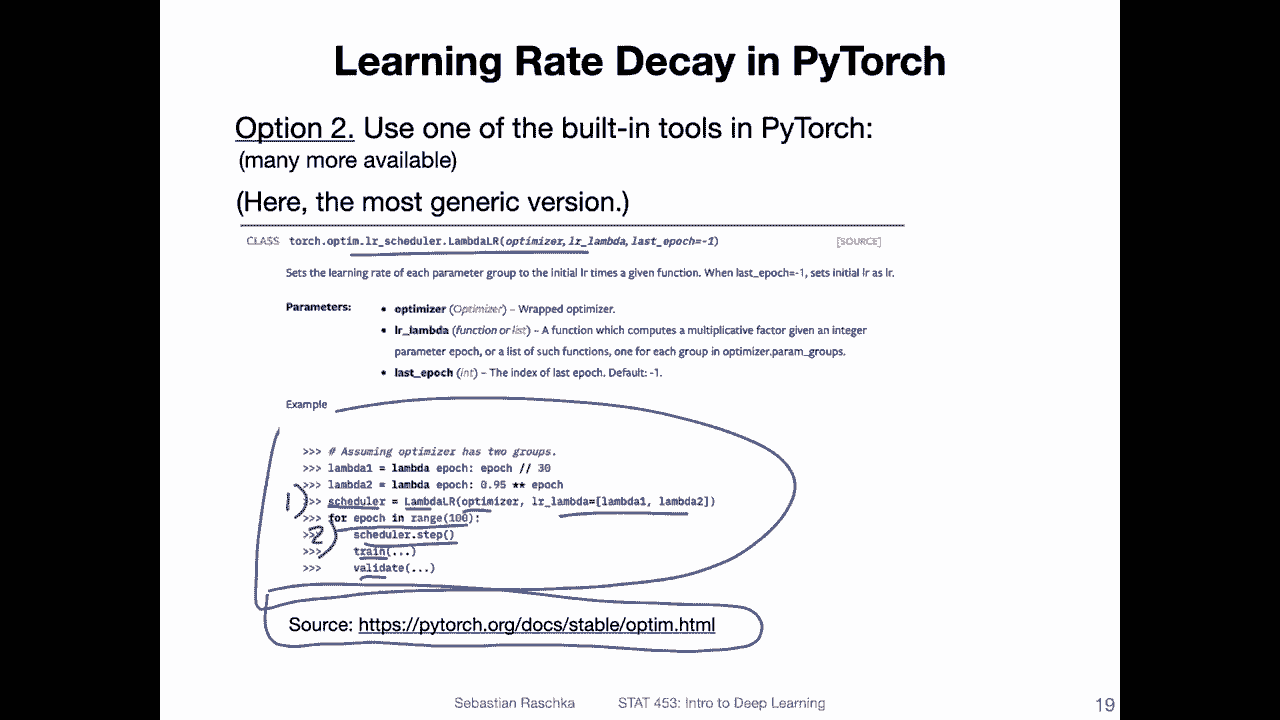 Learning Rate Decay in PyTorch
Option 2. Use one of the built-in tools in PyTorch:
(many more available)
(Here, the most generic version.)
CLASS torch.optim.lr_scheduler.LambdaLR(optimizer, lr_lambda, last_epoch=-1) [SOURCE]
Sets the learning rate of each parameter group to the initial lr times a given function. When last_epoch=-1, sets initial lr as lr.
Parameters:
• optimizer (Optimizer) – Wrapped optimizer.
• lr_lambda (function or list) – A function which computes a multiplicative factor given an integer
parameter epoch, or a list of such functions, one for each group in optimizer.param_groups.
• last_epoch (int) – The index of last epoch. Default: -1.
Example
>>> # Assuming optimizer has two groups.
>>> lambda1 = lambda epoch: epoch // 30
>>> lambda2 = lambda epoch: 0.95 ** epoch
1) >>> scheduler = LambdaLR(optimizer, lr_lambda=[lambda1, lambda2])
>>> for epoch in range(100):
2) >>> scheduler.step()
>>> train(...)
>>> validate(...)
Source: https://pytorch.org/docs/stable/optim.html
Sebastian Raschka STAT 453: Intro to Deep Learning 19